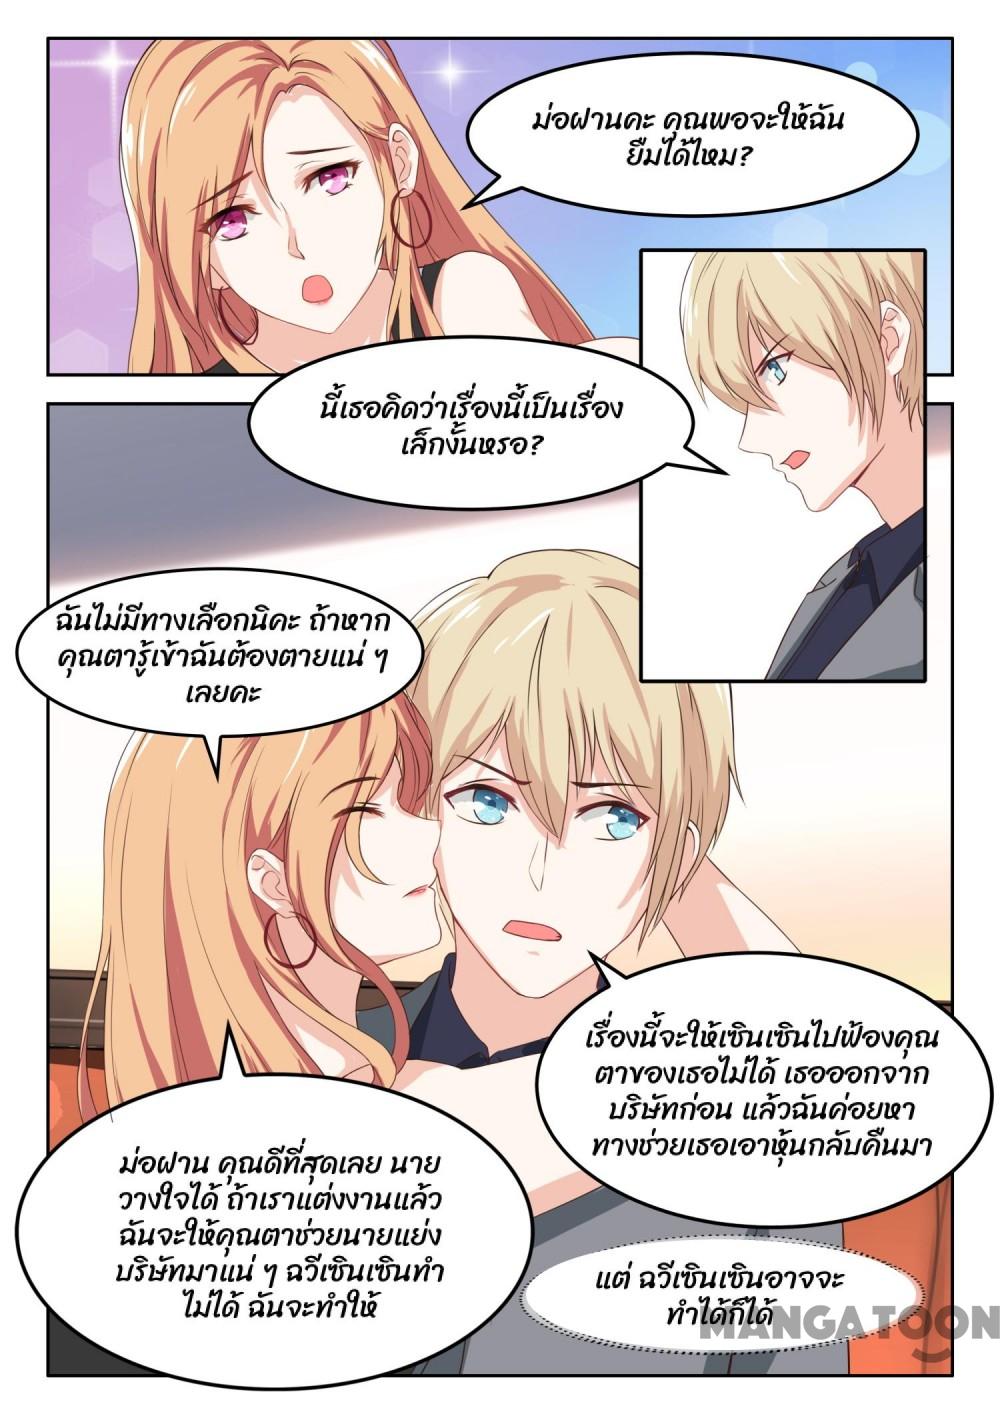 ม่อฝานคะ คุณพอจะให้ฉัน
ยืมได้ไหม?
นี้เธอคิดว่าเรื่องนี้เป็นเรื่อง
เล็กงั้นหรอ?
ฉันไม่มีทางเลือกนิคะ ถ้าหาก
คุณตารู้เข้าฉันต้องตายแน่ ๆ
เลยคะ
เรื่องนี้จะให้เซินเซินไปฟ้องคุณ
ตาของเธอไม่ได้ เธอออกจาก
บริษัทก่อน แล้วฉันค่อยหา
ทางช่วยเธอเอาหุ้นกลับคืนมา
ม่อฝาน คุณดีที่สุดเลย นาย
วางใจได้ ถ้าเราแต่งงานแล้ว
ฉันจะให้คุณตาช่วยนายแย่ง
บริษัทมาแน่ ๆ ฉวีเซินเซินทำ
ไม่ได้ ฉันจะทำให้
แต่ ฉวีเซินเซินอาจจะ
ทำได้ก็ได้
MANGATOON